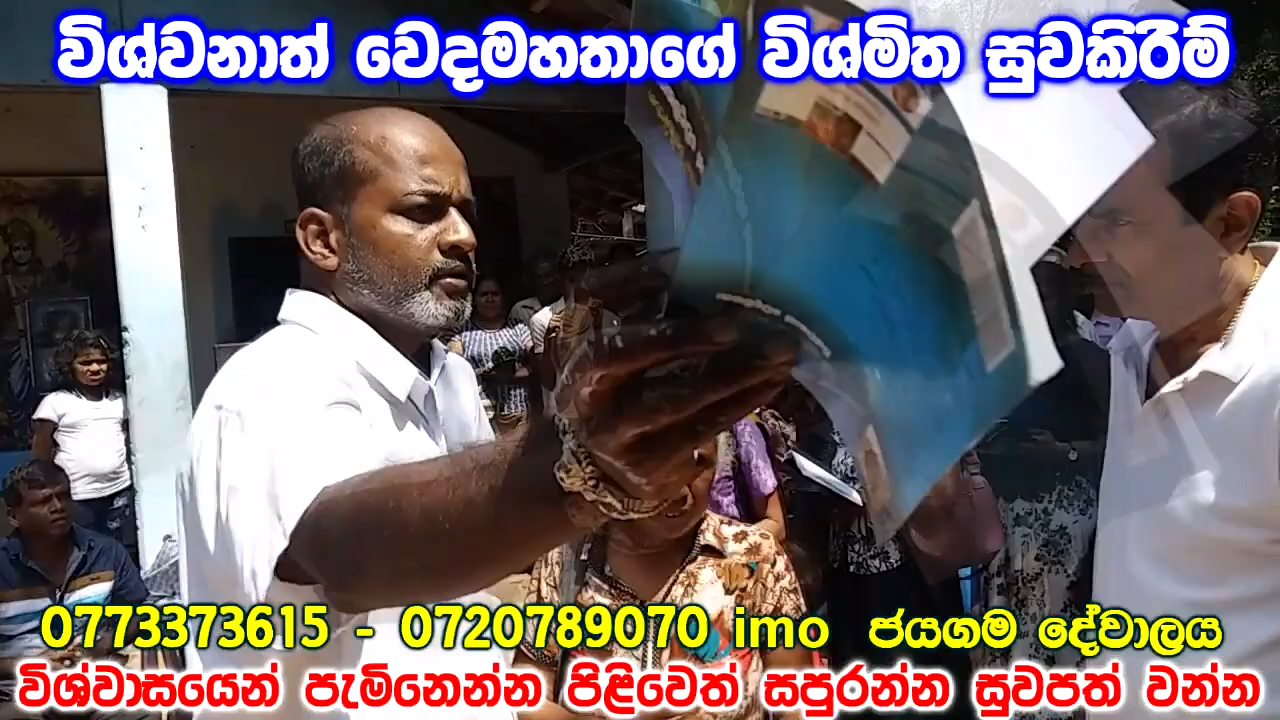 විශ්වනාත් වෙදමහතාගේ විශ්මිත සුවකිරිම්
0773373615 - 0720789070 imo ජයගම දේවාලය
විශ්වාසයෙන් පැමිනෙන්න පිළිවෙත් සපුරන්න සුවපත් වන්න